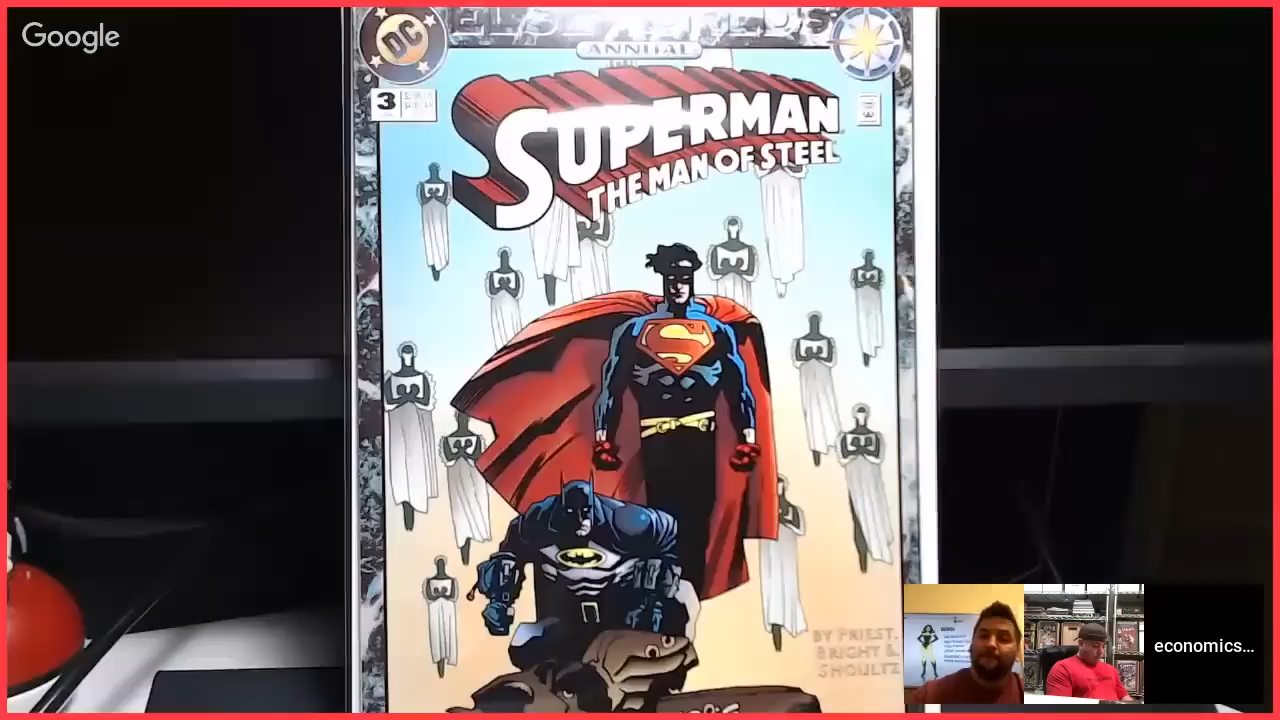 Google
DC
ELSEWORLDS
ANNUAL
3
SUPERMAN
THE MAN OF STEEL
BY PRIEST,
BRIGHT &
SHOULTZ
economics...